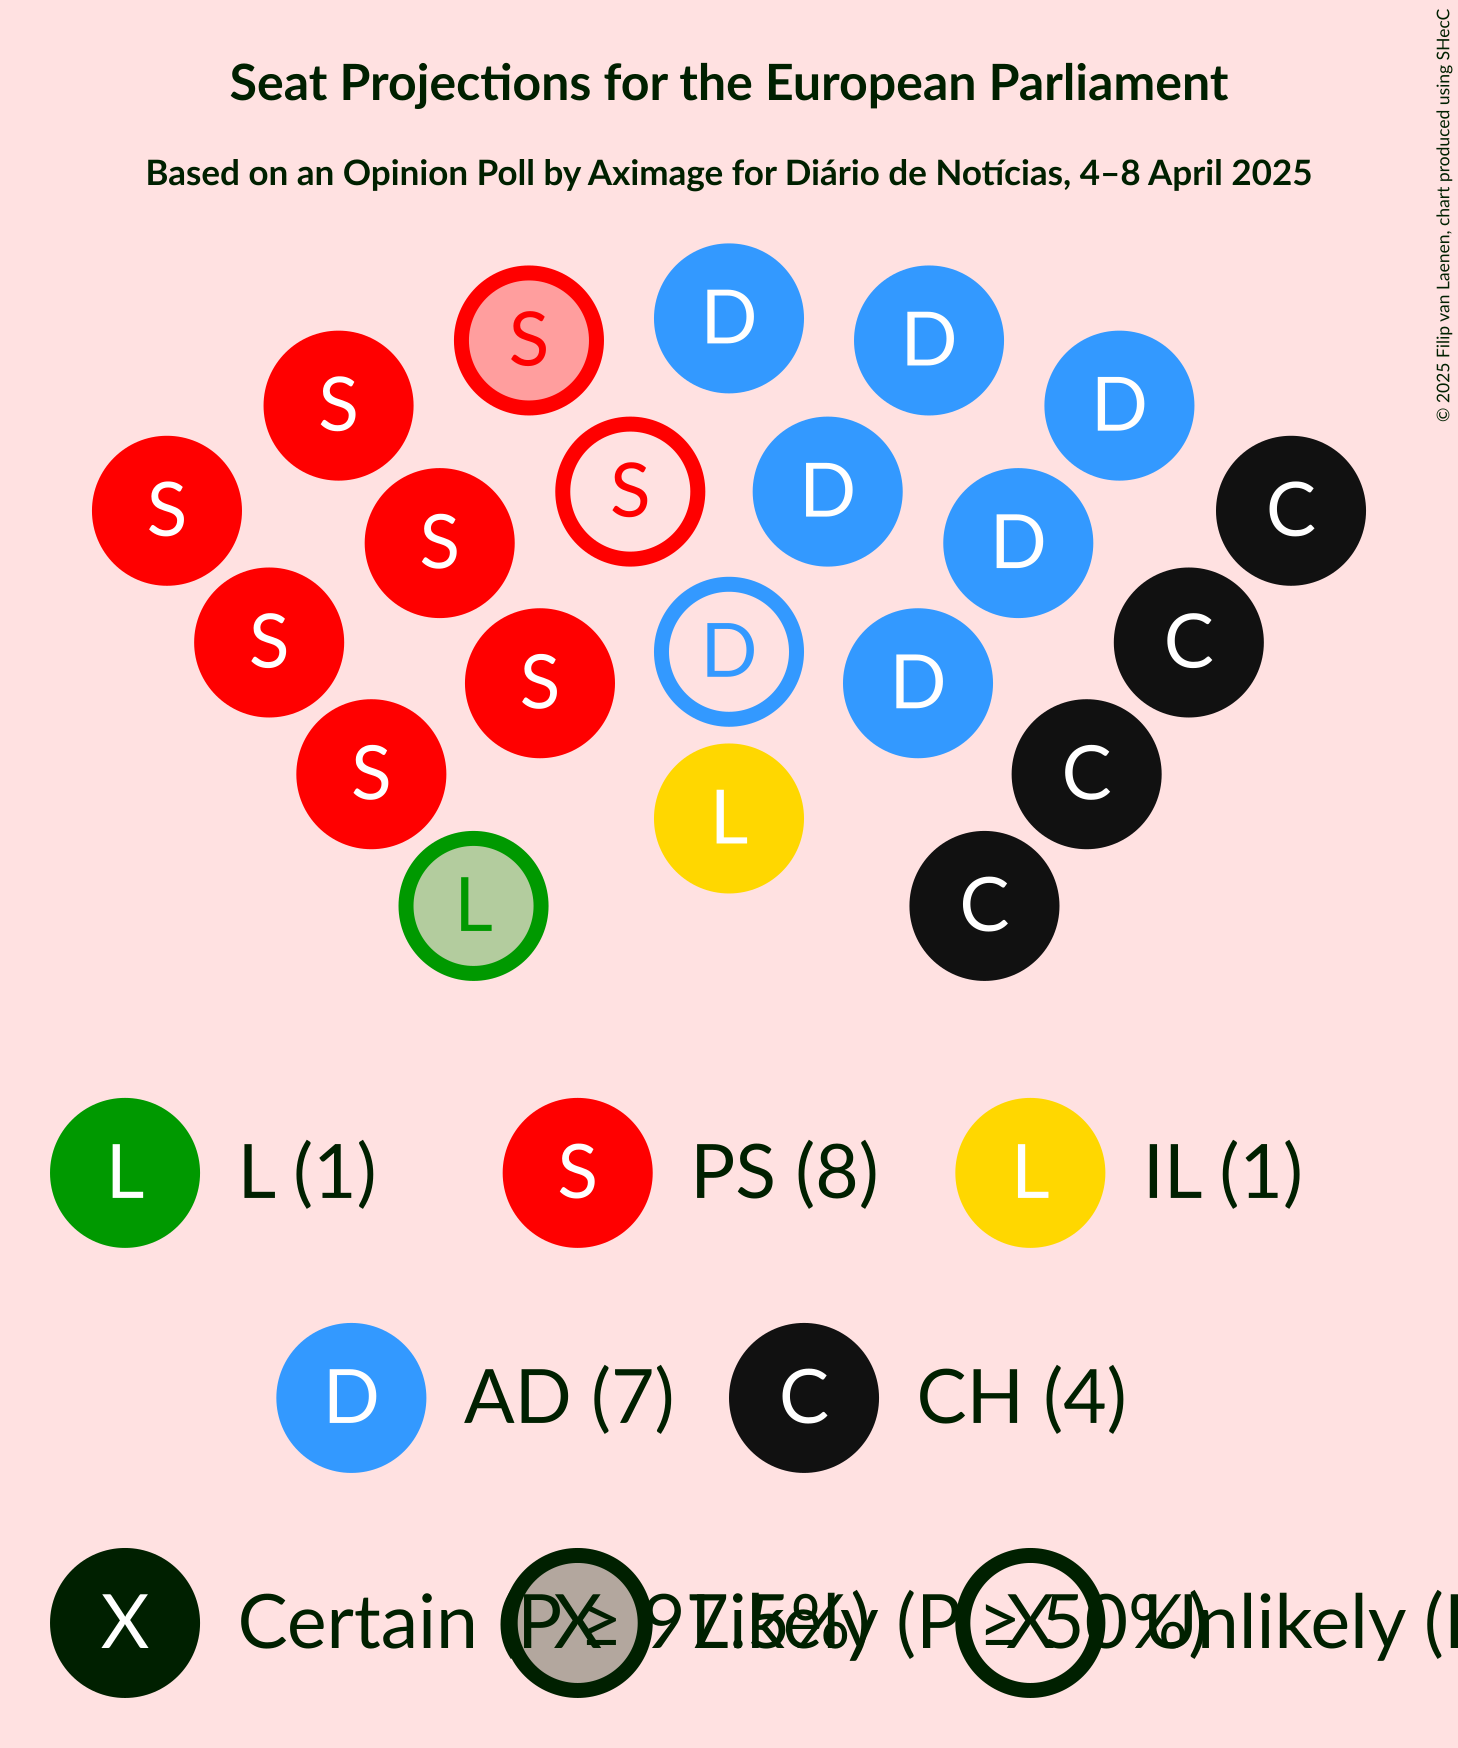 Seat Projections for the European Parliament
Based on an Opinion Poll by Aximage for Diário de Notícias, 4–8 April 2025
© 2025 Filip van Laenen, chart produced using SHecC
D
S D
S D
S D
S C
S D
S C
D
S D
S C
L
L C
L L (1) S PS (8) L IL (1)
D AD (7) C CH (4)
X Certain (P ≥ 97.5%) X Likely (P ≥ 50%) X Unlikely